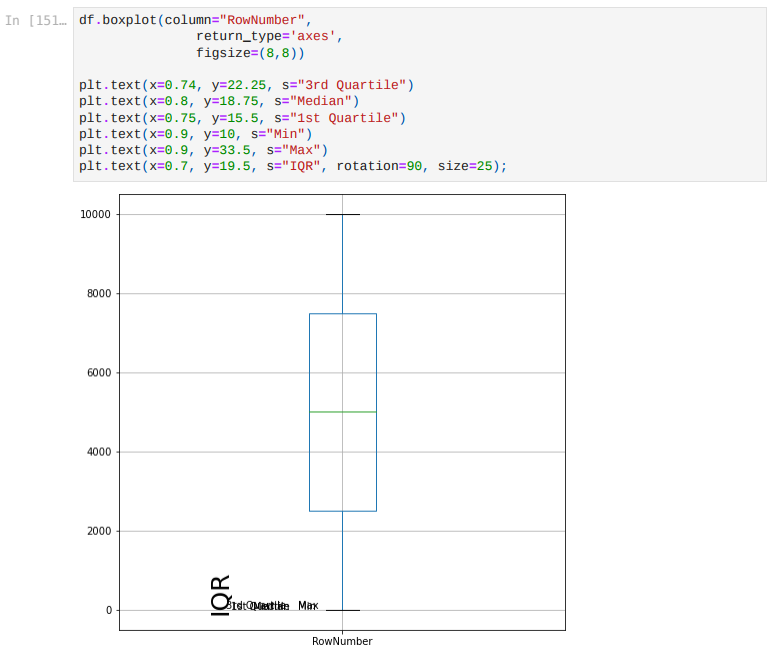 In [151…
df.boxplot(column="RowNumber",
return_type='axes',
figsize=(8,8))
plt.text(x=0.74, y=22.25, s="3rd Quartile")
plt.text(x=0.8, y=18.75, s="Median")
plt.text(x=0.75, y=15.5, s="1st Quartile")
plt.text(x=0.9, y=10, s="Min")
plt.text(x=0.9, y=33.5, s="Max")
plt.text(x=0.7, y=19.5, s="IQR", rotation=90, size=25);
10000
8000
6000
4000
2000
IQR
0
RowNumber